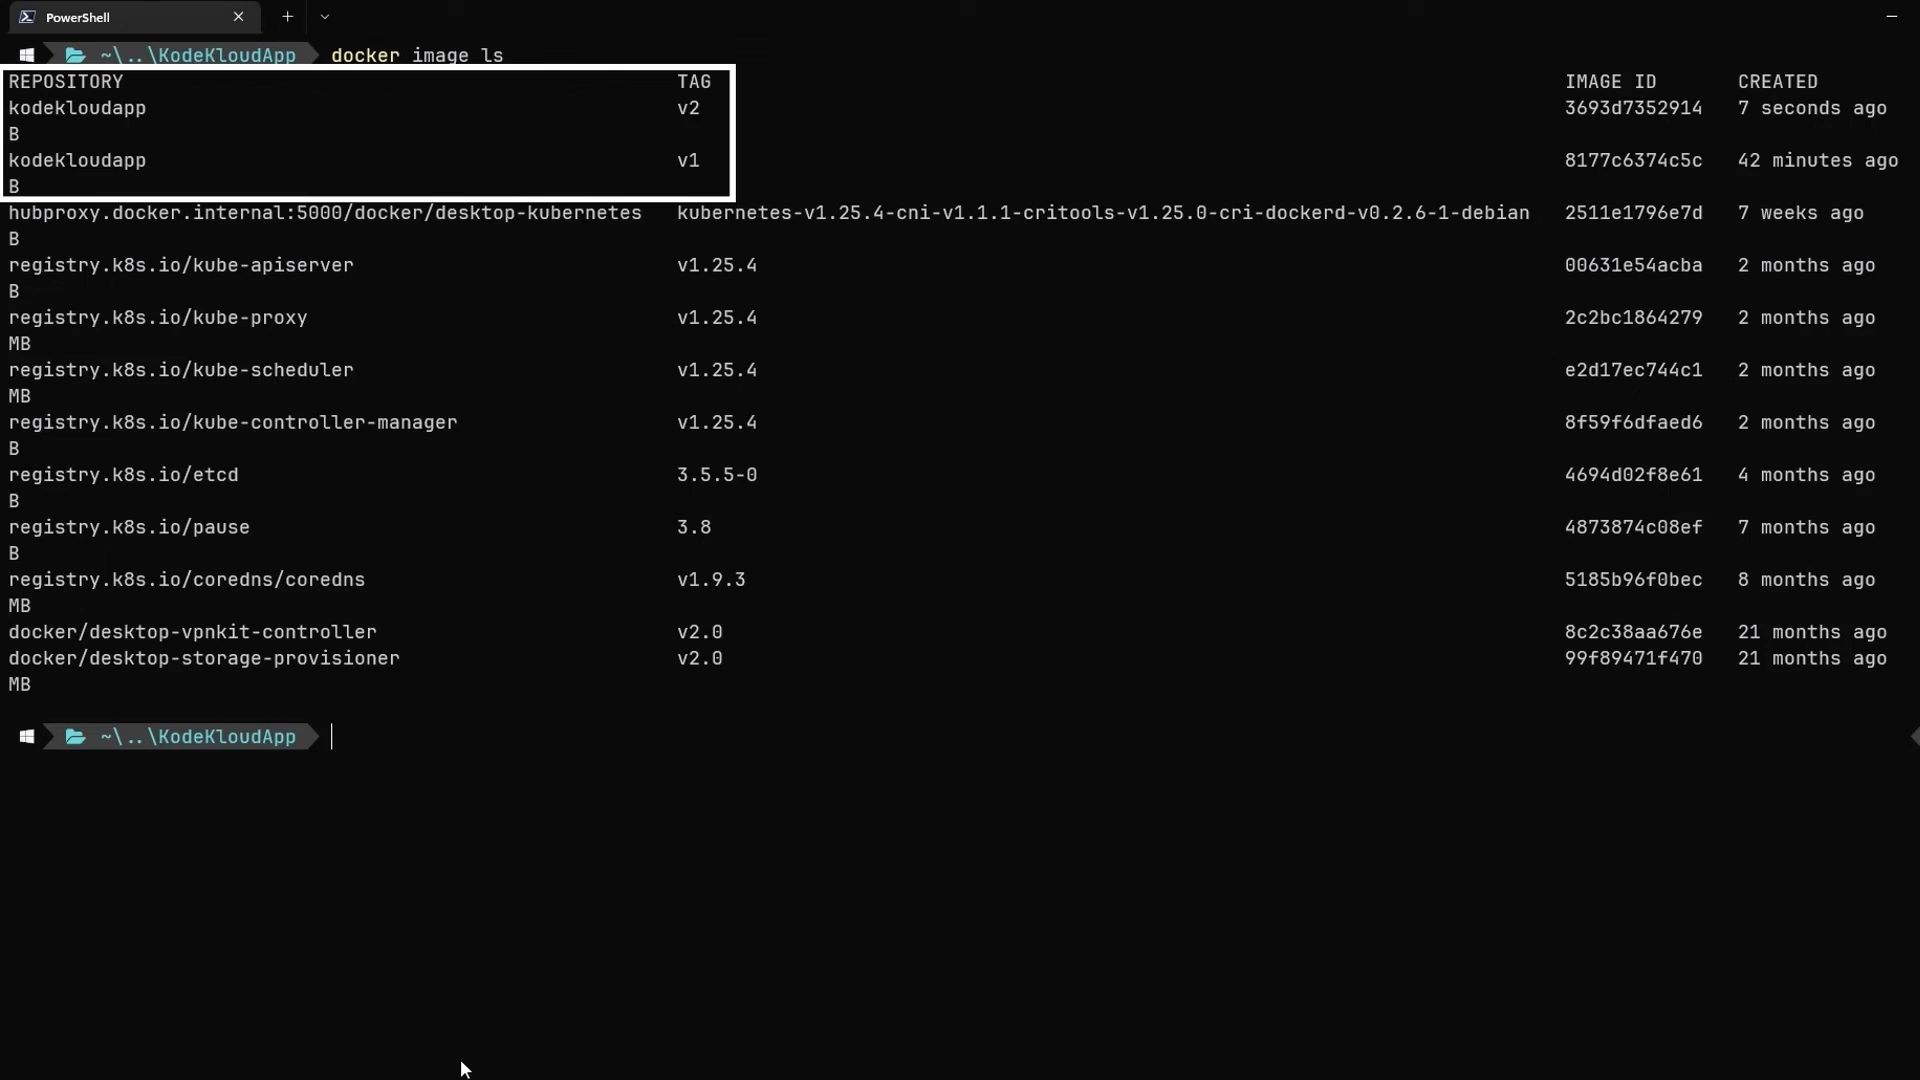 PowerShell
~\..\KodeKloudApp docker image ls
REPOSITORY TAG IMAGE ID CREATED
kodekloudapp v2 3693d7352914 7 seconds ago
B
kodekloudapp v1 8177c6374c5c 42 minutes ago
B
hubproxy.docker.internal:5000/docker/desktop-kubernetes kubernetes-v1.25.4-cni-v1.1.1-critools-v1.25.0-cri-dockerd-v0.2.6-1-debian 2511e1796e7d 7 weeks ago
B
registry.k8s.io/kube-apiserver v1.25.4 00631e54acba 2 months ago
B
registry.k8s.io/kube-proxy v1.25.4 2c2bc1864279 2 months ago
MB
registry.k8s.io/kube-scheduler v1.25.4 e2d17ec744c1 2 months ago
MB
registry.k8s.io/kube-controller-manager v1.25.4 8f59f6dfaed6 2 months ago
B
registry.k8s.io/etcd 3.5.5-0 4694d02f8e61 4 months ago
B
registry.k8s.io/pause 3.8 4873874c08ef 7 months ago
B
registry.k8s.io/coredns/coredns v1.9.3 5185b96f0bec 8 months ago
MB
docker/desktop-vpnkit-controller v2.0 8c2c38aa676e 21 months ago
docker/desktop-storage-provisioner v2.0 99f89471f470 21 months ago
MB
~\..\KodeKloudApp